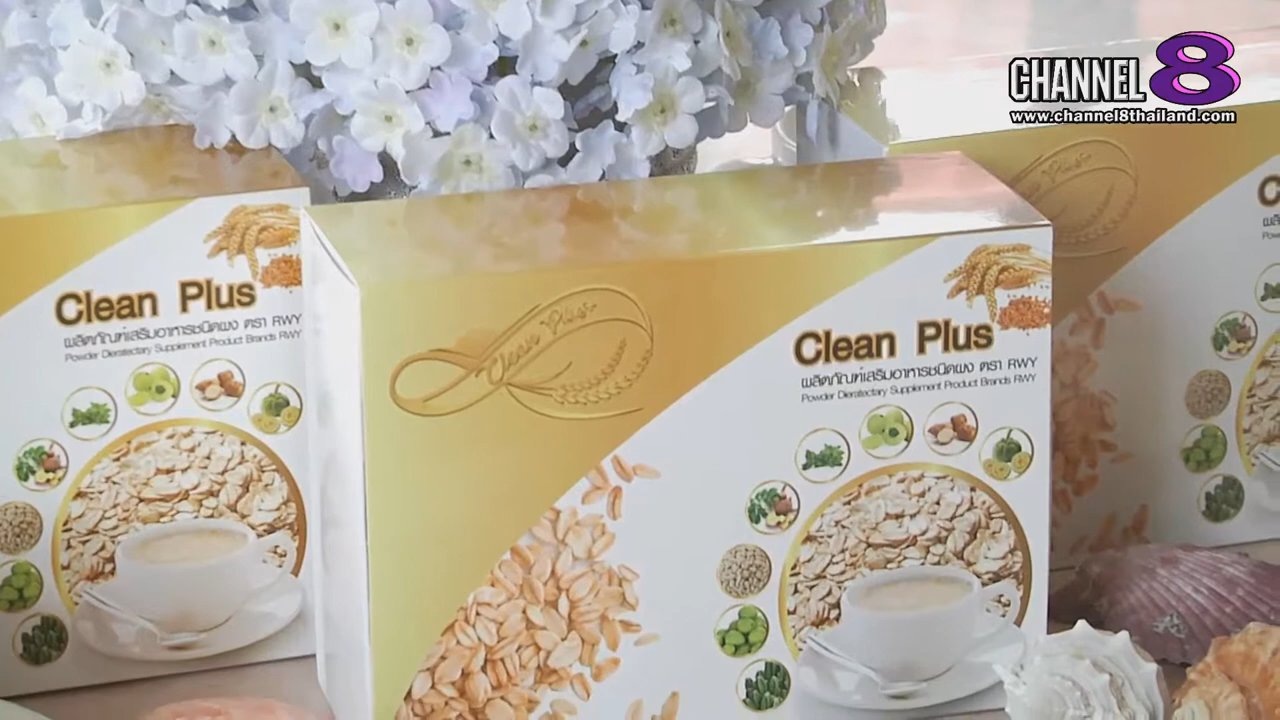 CHANNEL 8
www.channel8thailand.com
Clean Plus
ผลิตภัณฑ์เสริมอาหารชนิดผง ตรา RWY
Powder Dieratectary Supplement Product Brands RWY
Clean Plus
Clean Plus
ผลิตภัณฑ์เสริมอาหารชนิดผง ตรา RWY
Powder Dieratectary Supplement Product Brands RWY